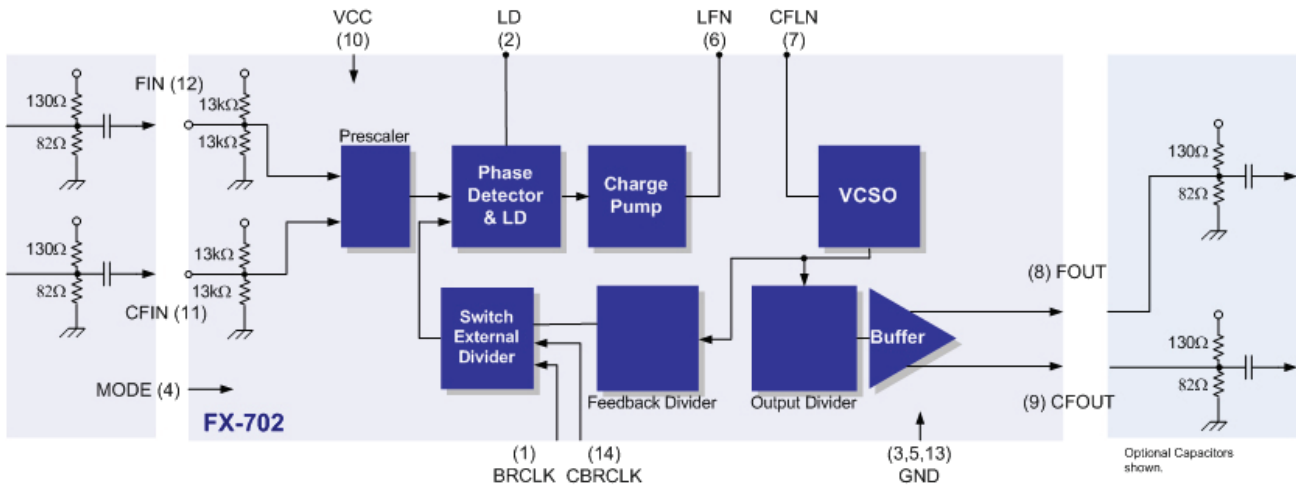 VCC
(10)
LD
(2)
LFN
(6)
CFLN
(7)
FIN (12)
130Ω
82Ω
13kΩ
13kΩ
Prescaler
Phase
Detector
& LD
Charge
Pump
VCSO
130Ω
82Ω
130Ω
82Ω
13kΩ
13kΩ
CFIN (11)
(8) FOUT
Switch
External
Divider
Buffer
130Ω
82Ω
MODE (4)
Feedback Divider
Output Divider
(9) CFOUT
FX-702
(1)
BRCLK
(14)
CBRCLK
(3,5,13)
GND
Optional Capacitors
shown.